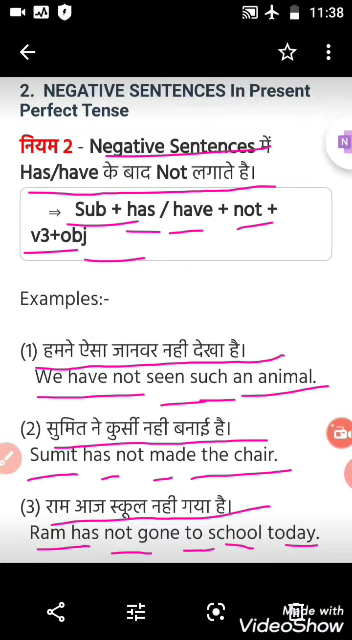 11:38
2. NEGATIVE SENTENCES In Present
Perfect Tense
नियम 2 - Negative Sentences में
Has/have के बाद Not लगाते है।
⇒ Sub + has / have + not +
v3+obj
Examples:-
(1) हमने ऐसा जानवर नही देखा है।
We have not seen such an animal.
(2) सुमित ने कुर्सी नही बनाई है।
Sumit has not made the chair.
(3) राम आज स्कूल नही गया है।
Ram has not gone to school today.
Made with
VideoShow